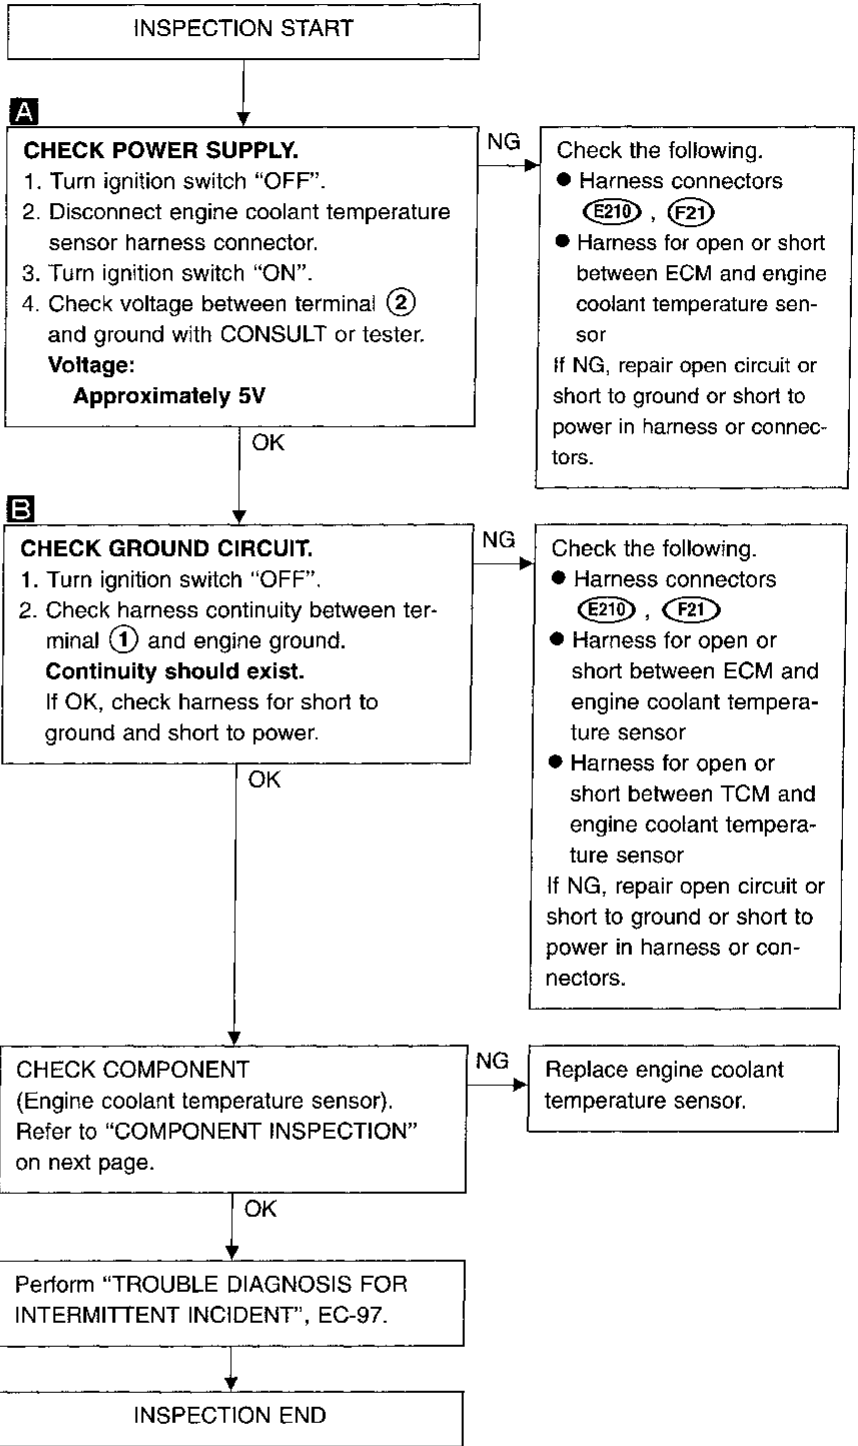 INSPECTION START
A
CHECK POWER SUPPLY.
1. Turn ignition switch “OFF”.
2. Disconnect engine coolant temperature
sensor harness connector.
3. Turn ignition switch “ON”.
4. Check voltage between terminal ②
and ground with CONSULT or tester.
Voltage:
Approximately 5V
NG
Check the following.
● Harness connectors
E210 , F21
● Harness for open or short
between ECM and engine
coolant temperature sen-
sor
If NG, repair open circuit or
short to ground or short to
power in harness or connec-
tors.
OK
B
CHECK GROUND CIRCUIT.
1. Turn ignition switch “OFF”.
2. Check harness continuity between ter-
minal ① and engine ground.
Continuity should exist.
If OK, check harness for short to
ground and short to power.
NG
Check the following.
● Harness connectors
E210 , F21
● Harness for open or
short between ECM and
engine coolant tempera-
ture sensor
● Harness for open or
short between TCM and
engine coolant tempera-
ture sensor
If NG, repair open circuit or
short to ground or short to
power in harness or con-
nectors.
OK
CHECK COMPONENT
(Engine coolant temperature sensor).
Refer to “COMPONENT INSPECTION”
on next page.
NG
Replace engine coolant
temperature sensor.
OK
Perform “TROUBLE DIAGNOSIS FOR
INTERMITTENT INCIDENT”, EC-97.
INSPECTION END